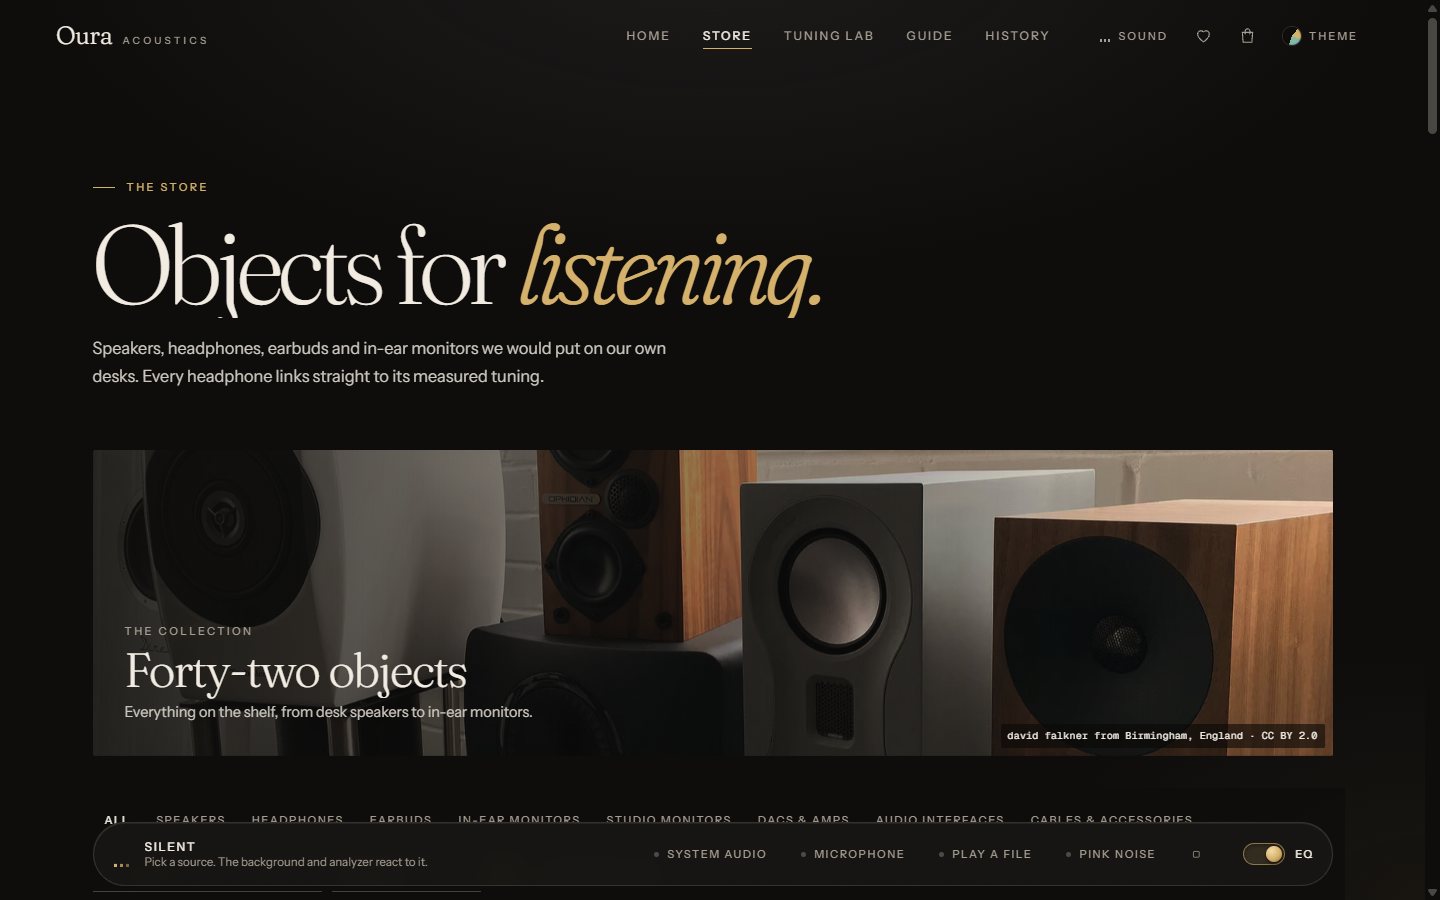 Oura ACOUSTICS
HOME
STORE
TUNING LAB
GUIDE
HISTORY
SOUND
THEME
THE STORE
Objects for listening.
Speakers, headphones, earbuds and in-ear monitors we would put on our own
desks. Every headphone links straight to its measured tuning.
OPHIDIAN
THE COLLECTION
Forty-two objects
Everything on the shelf, from desk speakers to in-ear monitors.
david falkner from Birmingham, England · CC BY 2.0
ALL
SPEAKERS
HEADPHONES
EARBUDS
IN-EAR MONITORS
STUDIO MONITORS
DACS & AMPS
AUDIO INTERFACES
CABLES & ACCESSORIES
SILENT
Pick a source. The background and analyzer react to it.
SYSTEM AUDIO
MICROPHONE
PLAY A FILE
PINK NOISE
EQ